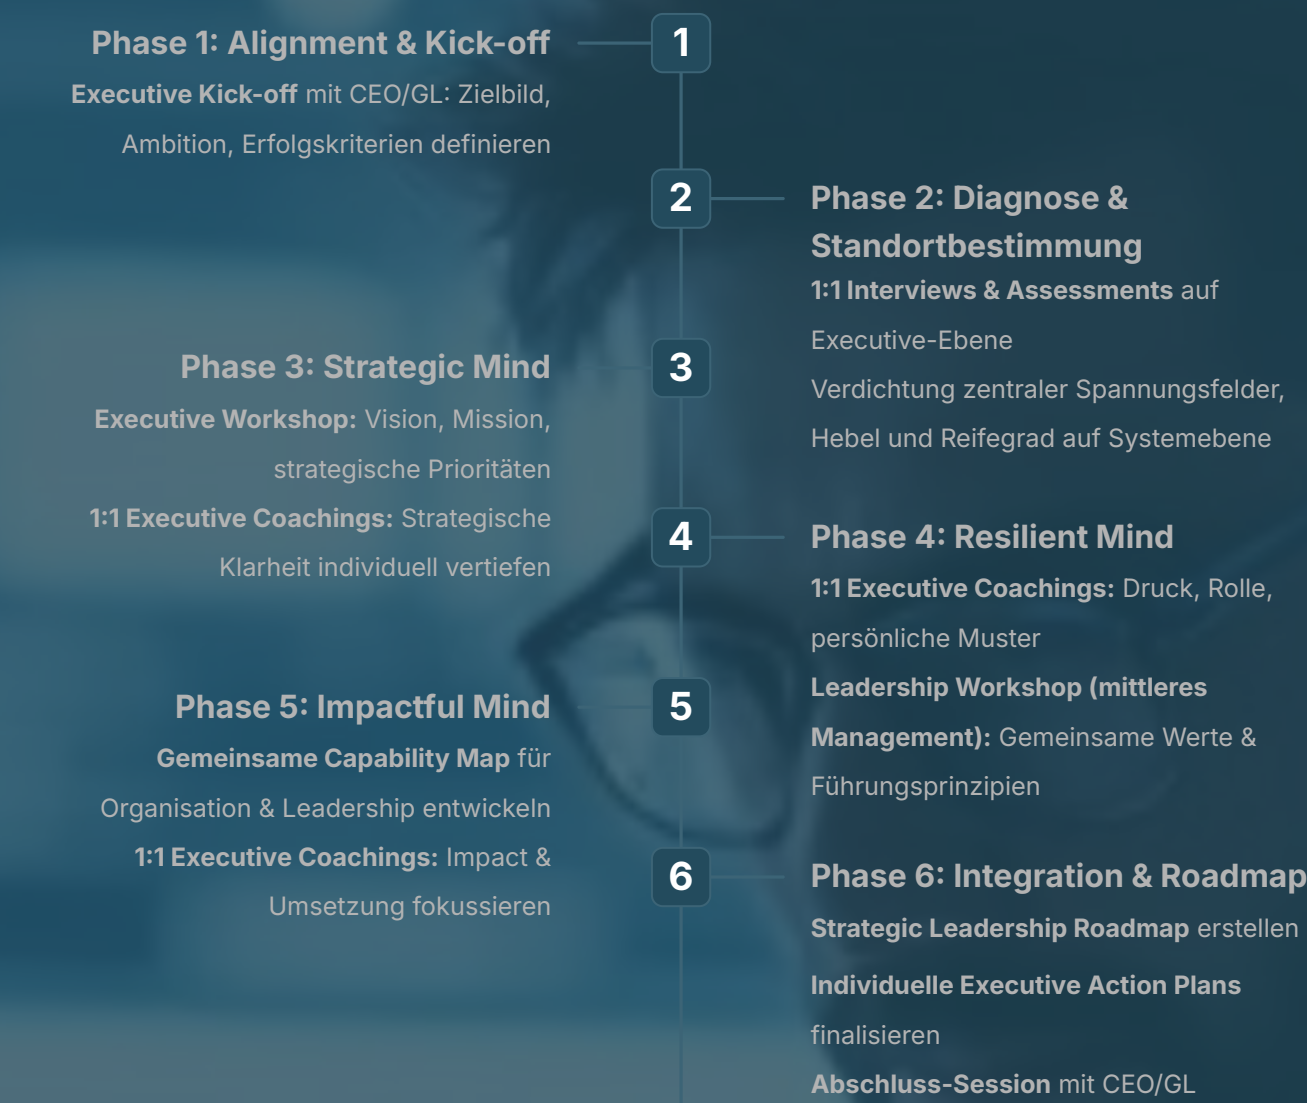 Phase 1: Alignment & Kick-off
Executive Kick-off mit CEO/GL: Zielbild,
Ambition, Erfolgskriterien definieren
1
2
Phase 2: Diagnose &
Standortbestimmung
1:1 Interviews & Assessments auf
Executive-Ebene
Verdichtung zentraler Spannungsfelder,
Hebel und Reifegrad auf Systemebene
Phase 3: Strategic Mind
Executive Workshop: Vision, Mission,
strategische Prioritäten
1:1 Executive Coachings: Strategische
Klarheit individuell vertiefen
3
4
Phase 4: Resilient Mind
1:1 Executive Coachings: Druck, Rolle,
persönliche Muster
Leadership Workshop (mittleres
Management): Gemeinsame Werte &
Führungsprinzipien
Phase 5: Impactful Mind
Gemeinsame Capability Map für
Organisation & Leadership entwickeln
1:1 Executive Coachings: Impact &
Umsetzung fokussieren
5
6
Phase 6: Integration & Roadmap
Strategic Leadership Roadmap erstellen
Individuelle Executive Action Plans
finalisieren
Abschluss-Session mit CEO/GL